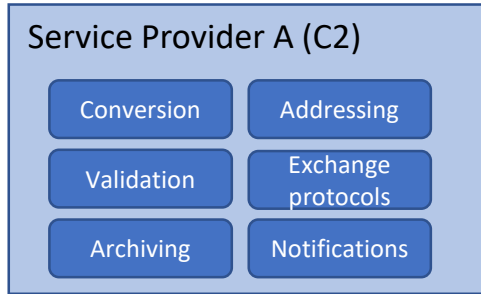 Service Provider A (C2)
Conversion
Addressing
Validation
Exchange
protocols
Archiving
Notifications